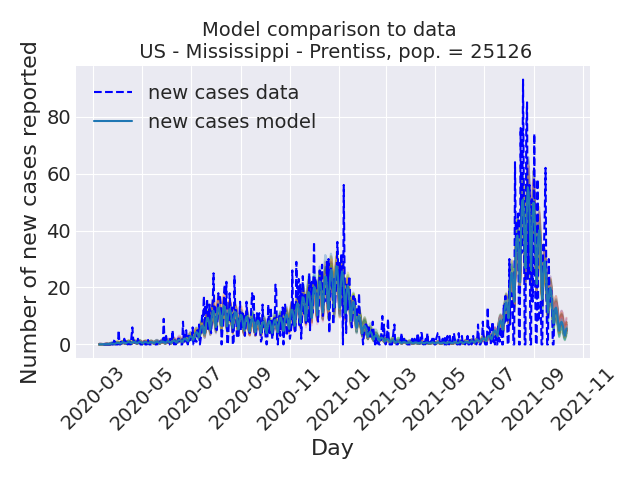 Model comparison to data
US - Mississippi - Prentiss, pop. = 25126
Number of new cases reported
new cases data
new cases model
80
60
40
20
0
2020-03
2020-05
2020-07
2020-09
2020-11
2021-01
2021-03
2021-05
2021-07
2021-09
2021-11
Day